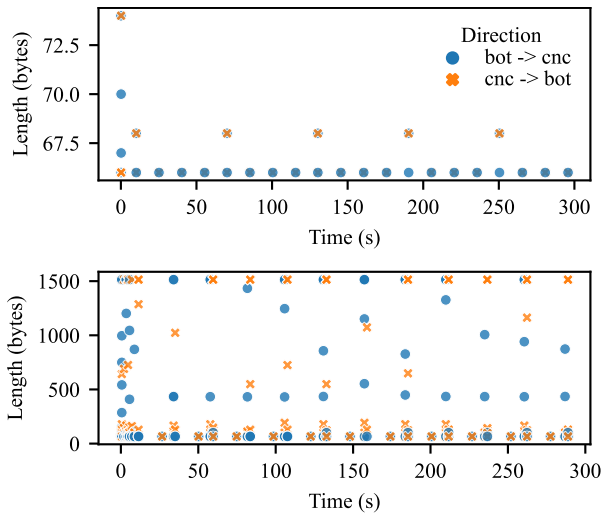 Length (bytes)
72.5
70.0
67.5
Direction
bot -> cnc
cnc -> bot
0 50 100 150 200 250 300
Time (s)
Length (bytes)
1500
1000
500
0
0 50 100 150 200 250 300
Time (s)